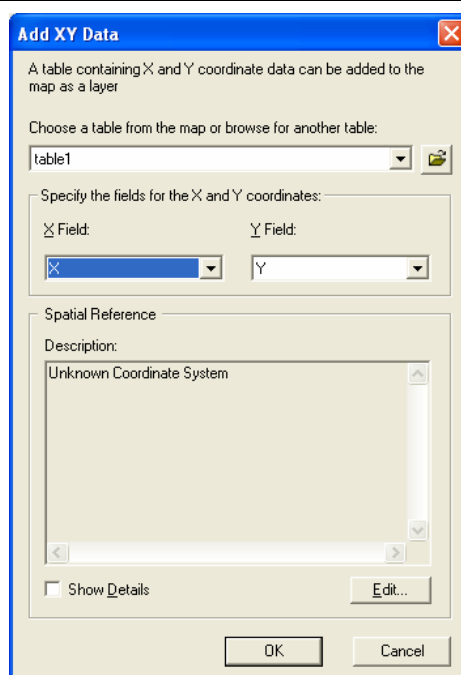 Add XY Data
A table containing X and Y coordinate data can be added to the
map as a layer
Choose a table from the map or browse for another table:
table1
Specify the fields for the X and Y coordinates:
X Field: Y Field:
X Y
Spatial Reference
Description:
Unknown Coordinate System
Show Details Edit...
OK Cancel